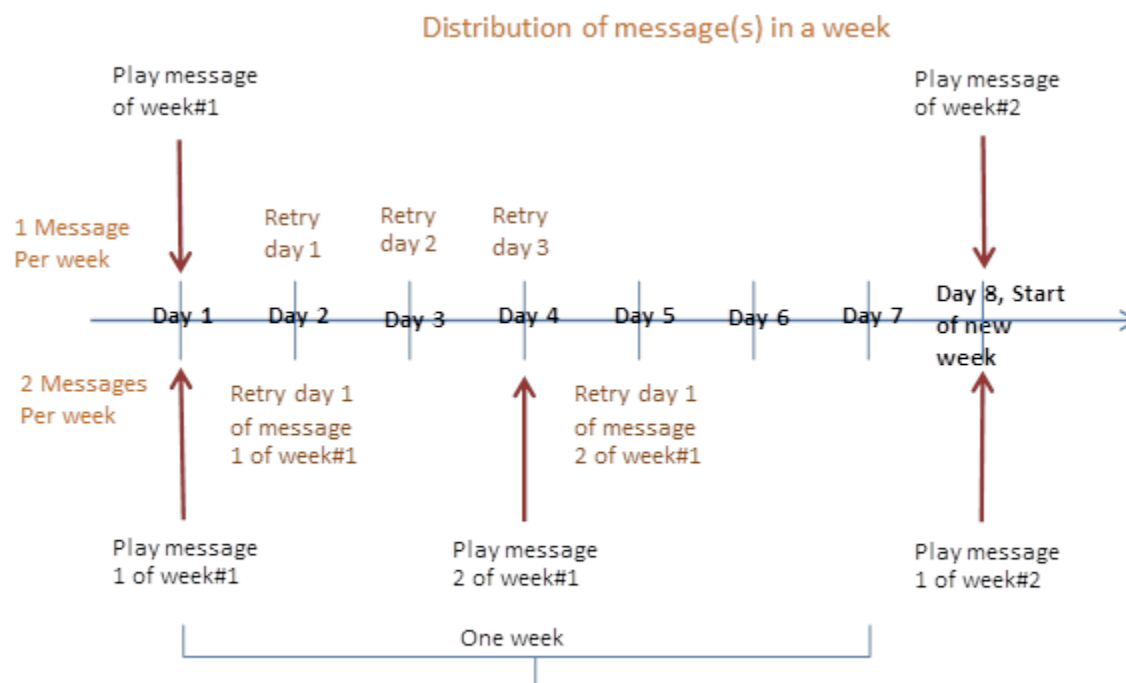 Distribution of message(s) in a week
Play message
of week#1
Play message
of week#2
1 Message
Per week
Retry
day 1
Retry
day 2
Retry
day 3
Day 1
Day 2
Day 3
Day 4
Day 5
Day 6
Day 7
Day 8, Start
of new
week
2 Messages
Per week
Retry day 1
of message
1 of week#1
Retry day 1
of message
2 of week#1
Play message
1 of week#1
Play message
2 of week#1
Play message
1 of week#2
One week